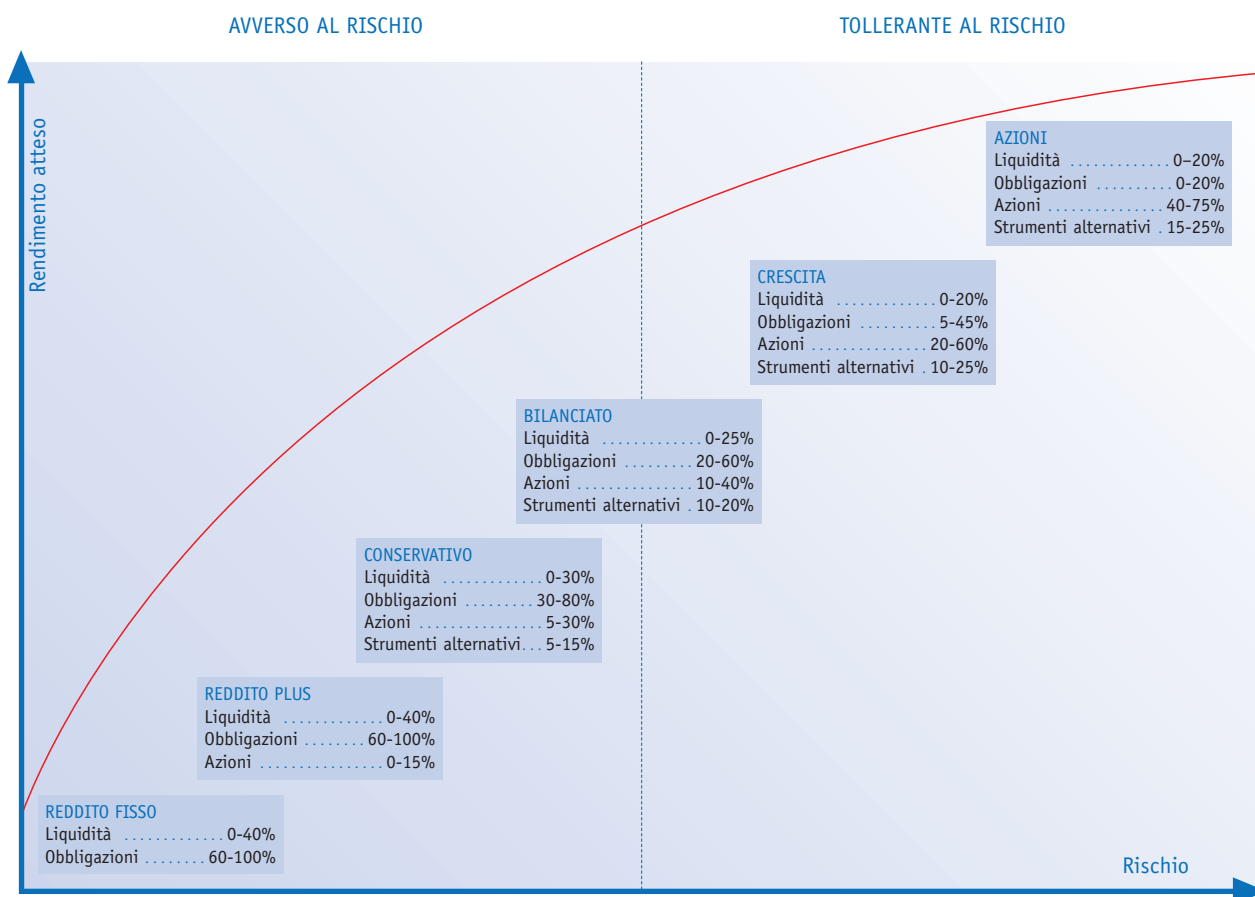 AVVERSO AL RISCHIO
TOLLERANTE AL RISCHIO
Rendimento atteso
AZIONI
Liquidità ............. 0–20%
Obbligazioni .......... 0-20%
Azioni ............... 40-75%
Strumenti alternativi . 15-25%
CRESCITA
Liquidità ............. 0-20%
Obbligazioni .......... 5-45%
Azioni ............... 20-60%
Strumenti alternativi . 10-25%
BILANCIATO
Liquidità ............. 0-25%
Obbligazioni ......... 20-60%
Azioni ............... 10-40%
Strumenti alternativi . 10-20%
CONSERVATIVO
Liquidità ............. 0-30%
Obbligazioni ......... 30-80%
Azioni ................ 5-30%
Strumenti alternativi... 5-15%
REDDITO PLUS
Liquidità ............. 0-40%
Obbligazioni ........ 60-100%
Azioni ................ 0-15%
REDDITO FISSO
Liquidità ............. 0-40%
Obbligazioni ........ 60-100%
Rischio